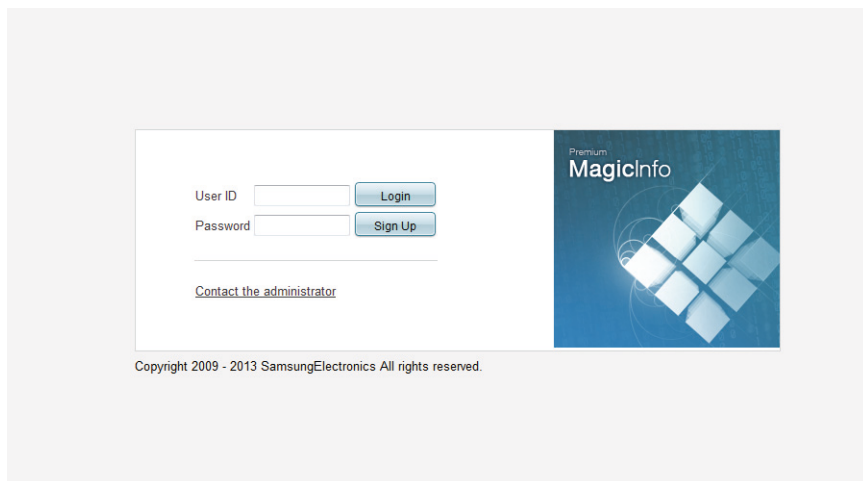 Premium
MagicInfo
User ID
Login
Password
Sign Up
Contact the administrator
Copyright 2009 - 2013 SamsungElectronics All rights reserved.